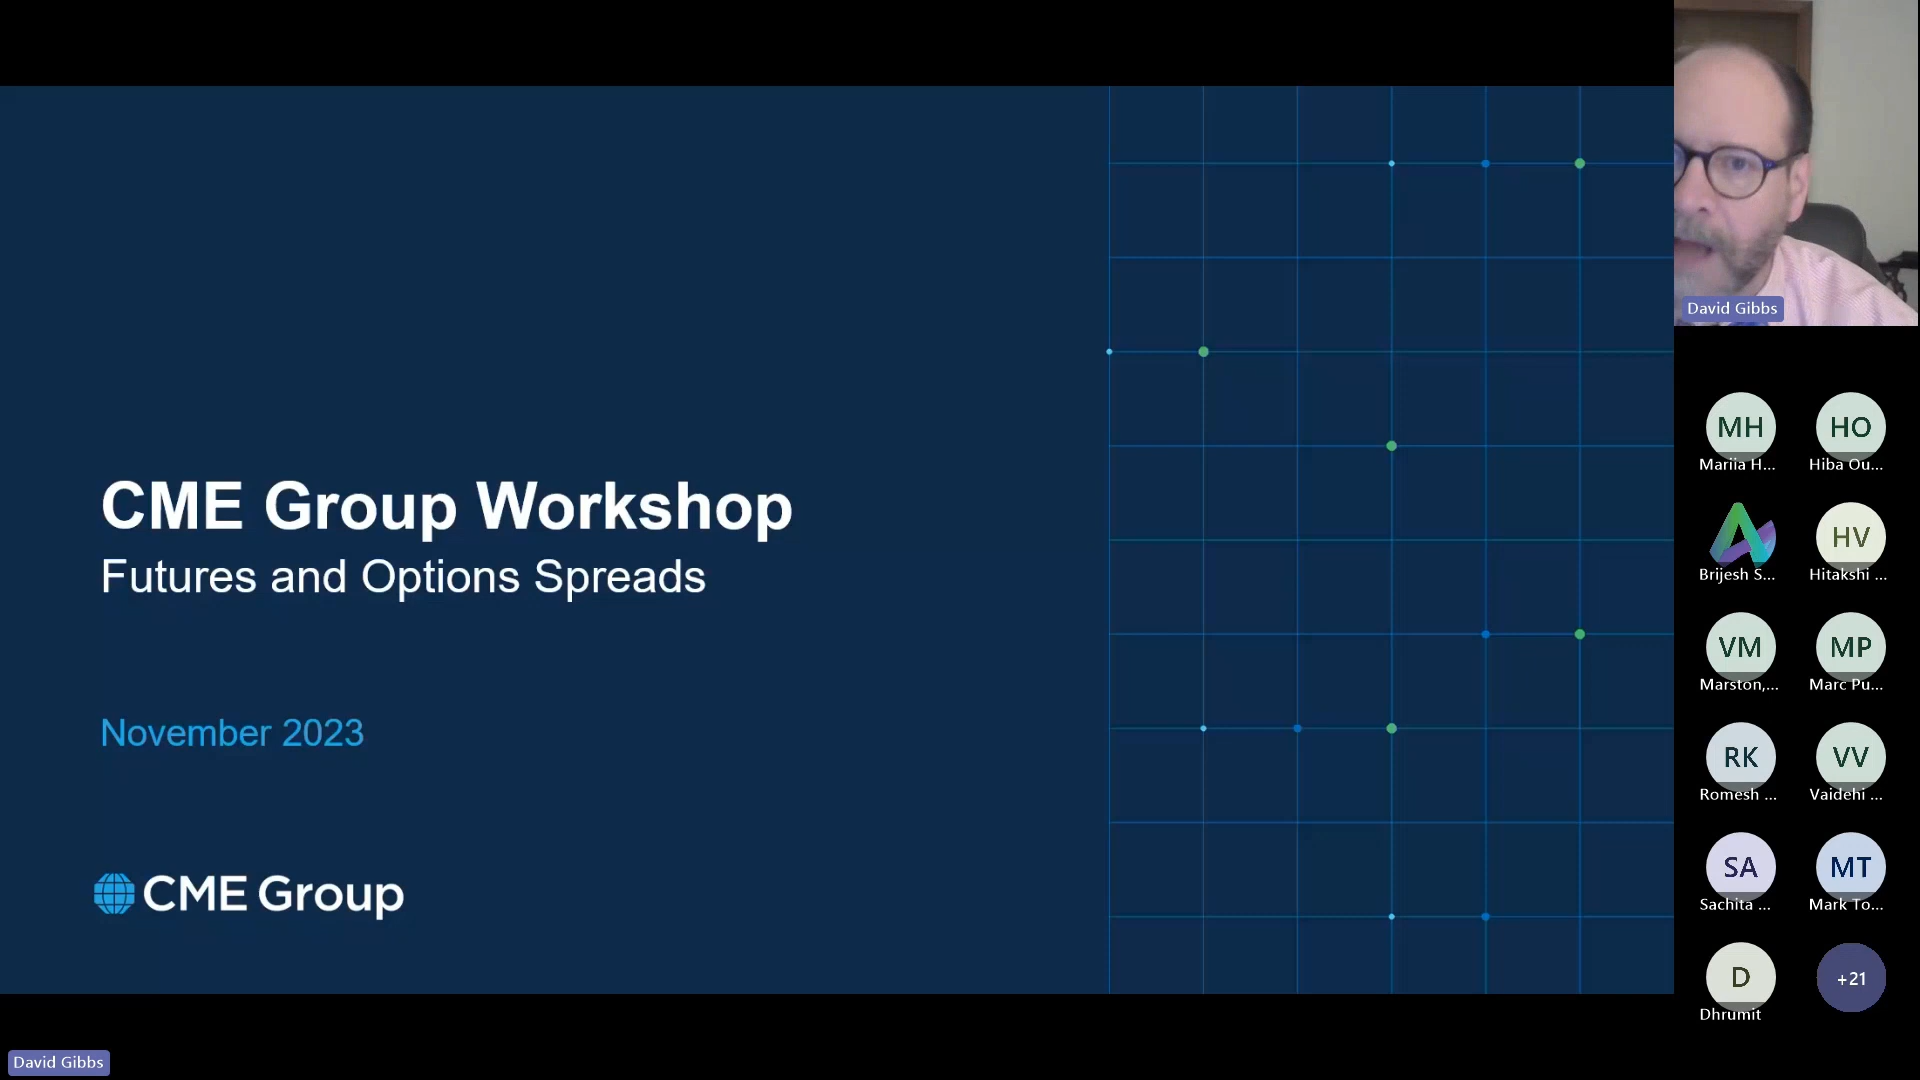 CME Group Workshop
Futures and Options Spreads
November 2023
CME Group
David Gibbs
David Gibbs
MH
HO
Mariia H...
Hiba Ou...
HV
Brijesh S...
Hitakshi ...
VM
MP
Marston,...
Marc Pu...
RK
VV
Romesh ...
Vaidehi ...
SA
MT
Sachita ...
Mark To...
D
+21
Dhrumit